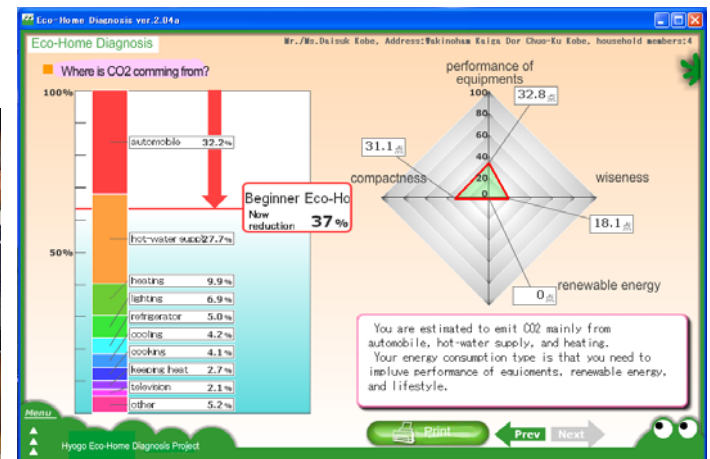 Eco-Home Diagnosis ver.2.04a
Eco-Home Diagnosis
Mr./Ms.Daisuk Kobe, Address:Wakinoham Kaiga Dor Chuo-Ku Kobe, household members:4
Where is CO2 comming from?
100%
automobile 32.2%
Beginner Eco-Ho
Now
reduction 37%
hot-water supp 27.7%
50%
heating 9.9%
lighting 6.9%
refrigerator 5.0%
cooling 4.2%
cooking 4.1%
keeping heat 2.7%
television 2.1%
other 5.2%
performance of
equipments
100
80
60
40
20
0
32.8点
31.1点
compactness
wiseness
18.1点
0点
renewable energy
You are estimated to emit CO2 mainly from
automobile, hot-water supply, and heating.
Your energy consumption type is that you need to
impluve performance of equioments, renewable energy,
and lifestyle.
Menu
Hyogo Eco-Home Diagnosis Project
Print
Prev
Next